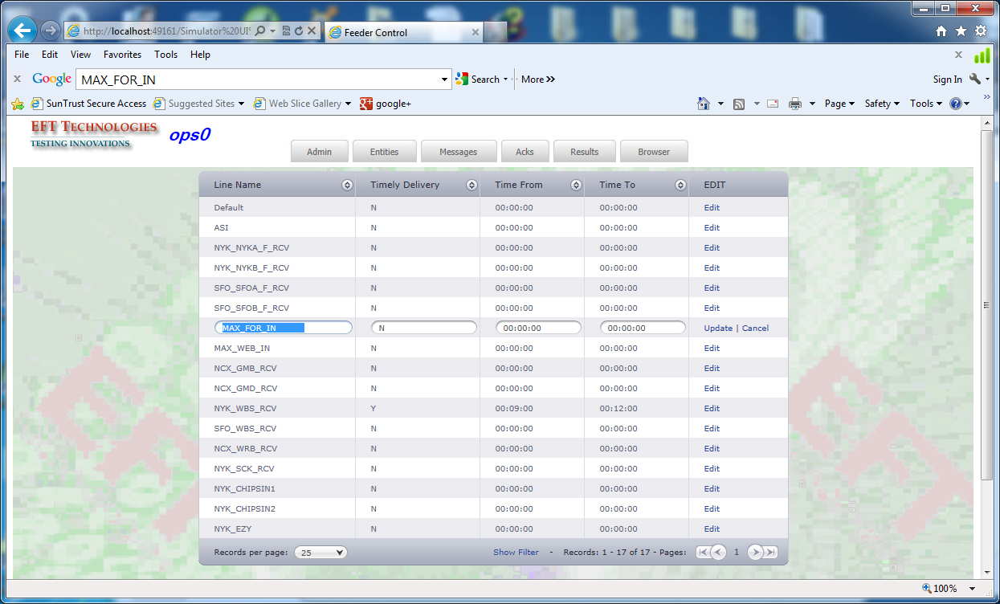 http://localhost:49161/Simulator%20UI
Feeder Control
File Edit View Favorites Tools Help
Google MAX_FOR_IN Search More Sign In
SunTrust Secure Access Suggested Sites Web Slice Gallery google+ Page Safety Tools
EFT TECHNOLOGIES
TESTING INNOVATIONS
ops0
Admin Entities Messages Acks Results Browser
Line Name Timely Delivery Time From Time To EDIT
Default N 00:00:00 00:00:00 Edit
ASI N 00:00:00 00:00:00 Edit
NYK_NYKA_F_RCV N 00:00:00 00:00:00 Edit
NYK_NYKB_F_RCV N 00:00:00 00:00:00 Edit
SFO_SFOA_F_RCV N 00:00:00 00:00:00 Edit
SFO_SFOB_F_RCV N 00:00:00 00:00:00 Edit
MAX_FOR_IN N 00:00:00 00:00:00 Update | Cancel
MAX_WEB_IN N 00:00:00 00:00:00 Edit
NCX_GMB_RCV N 00:00:00 00:00:00 Edit
NCX_GMD_RCV N 00:00:00 00:00:00 Edit
NYK_WBS_RCV Y 00:09:00 00:12:00 Edit
SFO_WBS_RCV N 00:00:00 00:00:00 Edit
NCX_WRB_RCV N 00:00:00 00:00:00 Edit
NYK_SCK_RCV N 00:00:00 00:00:00 Edit
NYK_CHIPSIN1 N 00:00:00 00:00:00 Edit
NYK_CHIPSIN2 N 00:00:00 00:00:00 Edit
NYK_EZY N 00:00:00 00:00:00 Edit
Records per page: 25 Show Filter - Records: 1 - 17 of 17 - Pages: 1
EFT
EFT
100%